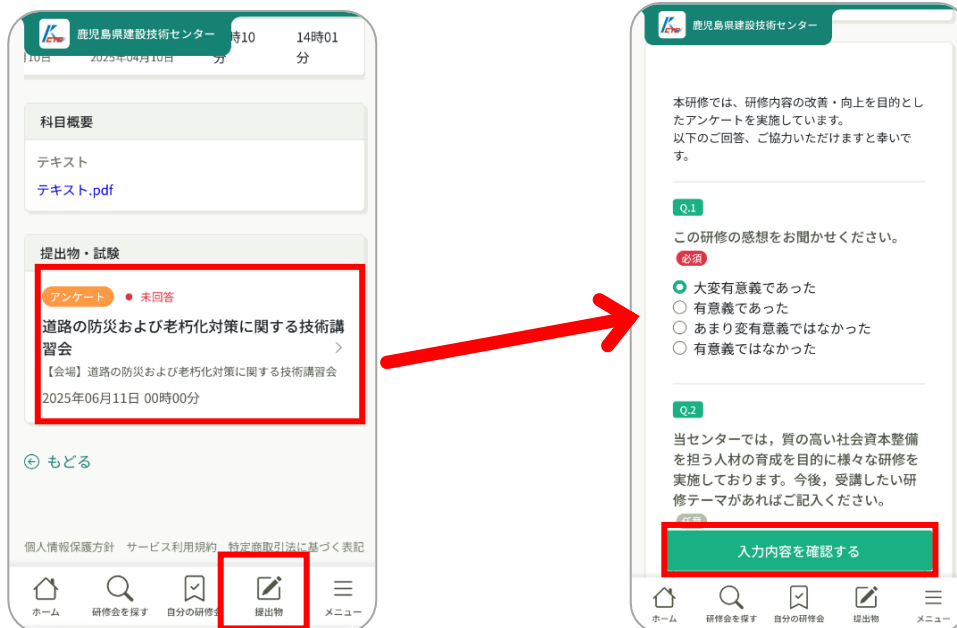 鹿児島県建設技術センター
時10
14時01
10日
2025年04月10日
分
分
科目概要
テキスト
テキスト.pdf
提出物・試験
アンケート
未回答
道路の防災および老朽化対策に関する技術講
習会
【会場】道路の防災および老朽化対策に関する技術講習会
2025年06月11日 00時00分
もどる
個人情報保護方針 サービス利用規約 特定商取引法に基づく表記
ホーム 研修会を探す 自分の研修会 提出物 メニュー
鹿児島県建設技術センター
本研修では、研修内容の改善・向上を目的とし
たアンケートを実施しています。
以下のご回答、ご協力いただけますと幸いで
す。
Q.1
この研修の感想をお聞かせください。
必須
大変有意義であった
有意義であった
あまり変有意義ではなかった
有意義ではなかった
Q.2
当センターでは，質の高い社会資本整備
を担う人材の育成を目的に様々な研修を
実施しております。今後，受講したい研
修テーマがあればご記入ください。
入力内容を確認する
ホーム 研修会を探す 自分の研修会 提出物 メニュー